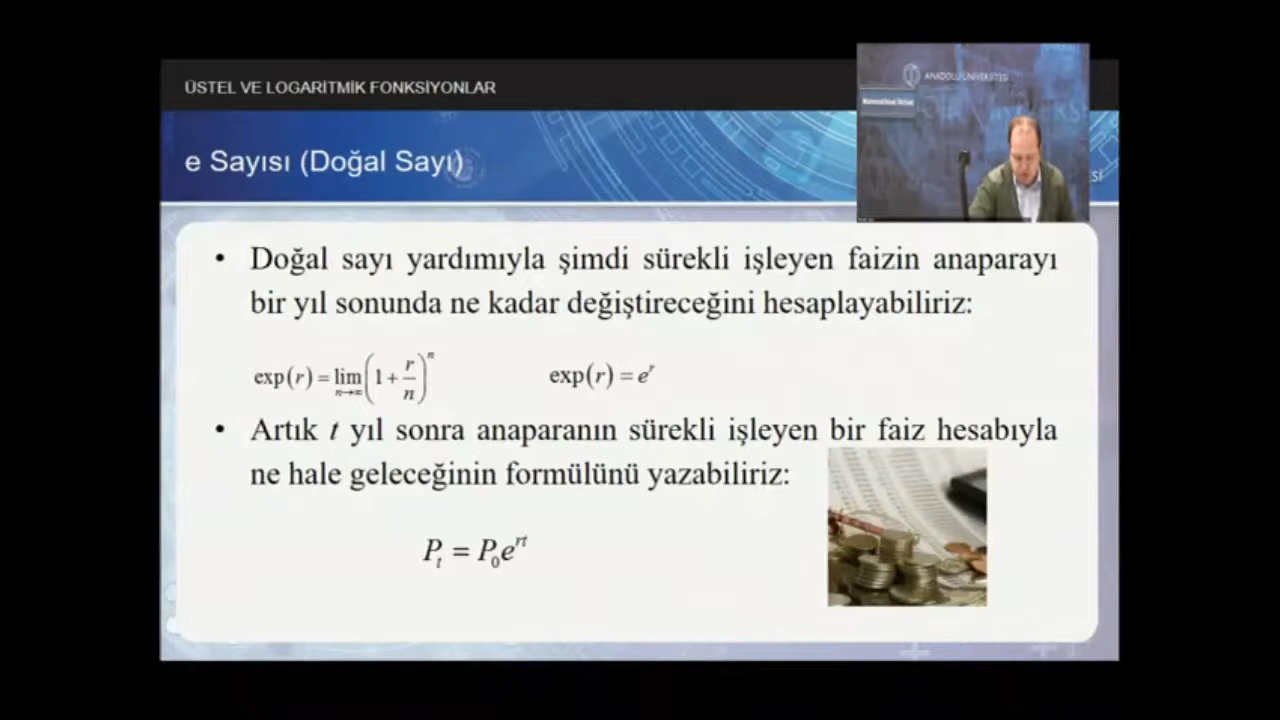 ÜSTEL VE LOGARİTMİK FONKSİYONLAR
ANADOLU ÜNİVERSİTESİ
e Sayısı (Doğal Sayı)
• Doğal sayı yardımıyla şimdi sürekli işleyen faizin anaparayı
bir yıl sonunda ne kadar değiştireceğini hesaplayabiliriz:
exp(r) = lim_{n→∞} (1 + r/n)^n    exp(r) = e^r
• Artık t yıl sonra anaparanın sürekli işleyen bir faiz hesabıyla
ne hale geleceğinin formülünü yazabiliriz:
P_t = P_0 e^{rt}